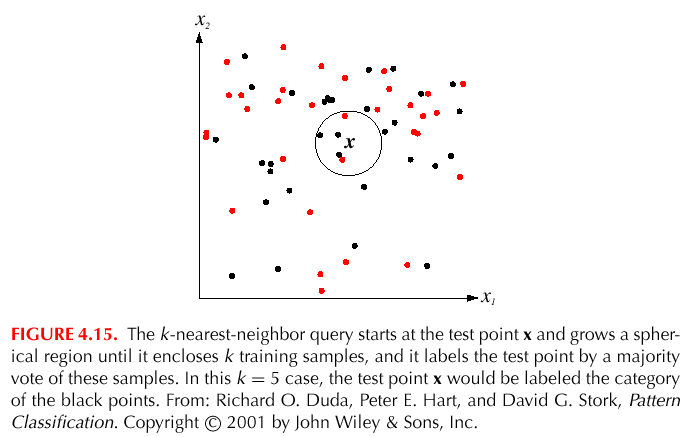 x2
x
x1
FIGURE 4.15. The k-nearest-neighbor query starts at the test point x and grows a spher-
ical region until it encloses k training samples, and it labels the test point by a majority
vote of these samples. In this k = 5 case, the test point x would be labeled the category
of the black points. From: Richard O. Duda, Peter E. Hart, and David G. Stork, Pattern
Classification. Copyright © 2001 by John Wiley & Sons, Inc.